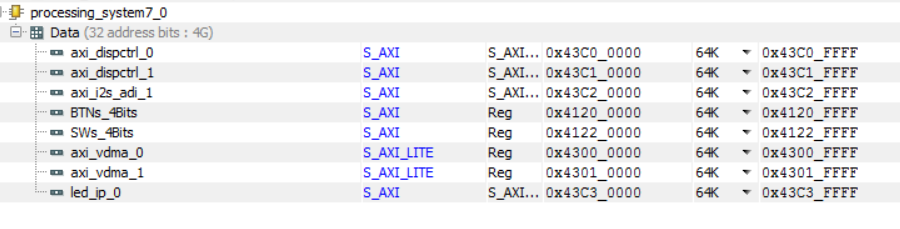 processing_system7_0
Data (32 address bits : 4G)
axi_dispctrl_0 S_AXI S_AXI... 0x43C0_0000 64K 0x43C0_FFFF
axi_dispctrl_1 S_AXI S_AXI... 0x43C1_0000 64K 0x43C1_FFFF
axi_i2s_adi_1 S_AXI S_AXI... 0x43C2_0000 64K 0x43C2_FFFF
BTNs_4Bits S_AXI Reg 0x4120_0000 64K 0x4120_FFFF
SWs_4Bits S_AXI Reg 0x4122_0000 64K 0x4122_FFFF
axi_vdma_0 S_AXI_LITE Reg 0x4300_0000 64K 0x4300_FFFF
axi_vdma_1 S_AXI_LITE Reg 0x4301_0000 64K 0x4301_FFFF
led_ip_0 S_AXI S_AXI... 0x43C3_0000 64K 0x43C3_FFFF